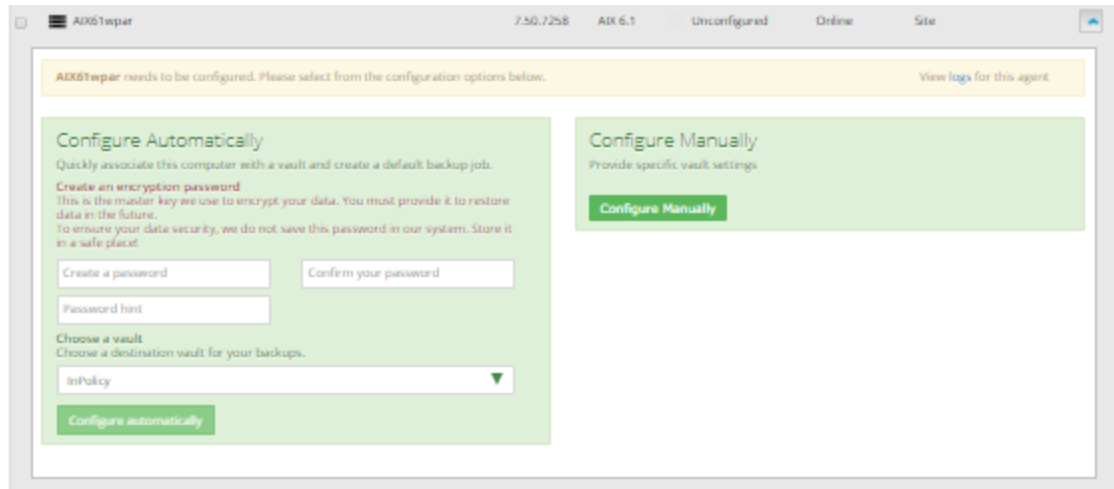 AIX61wpar 7.50.7258 AIX 6.1 Unconfigured Online Site
AIX61wpar needs to be configured. Please select from the configuration options below. View logs for this agent
Configure Automatically
Quickly associate this computer with a vault and create a default backup job.
Create an encryption password
This is the master key we use to encrypt your data. You must provide it to restore
data in the future.
To ensure your data security, we do not save this password in our system. Store it
in a safe place!
Create a password Confirm your password
Password hint
Choose a vault
Choose a destination vault for your backups.
InPolicy
Configure automatically
Configure Manually
Provide specific vault settings
Configure Manually